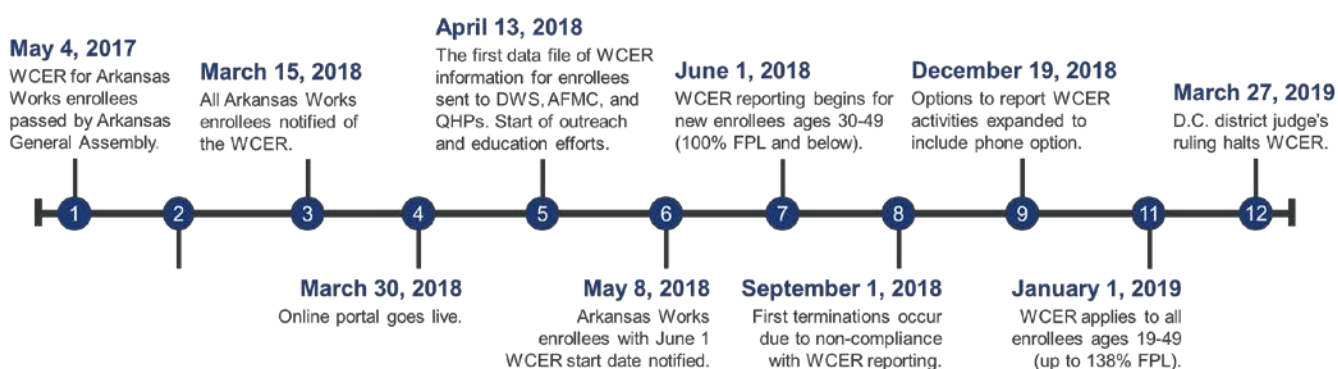 May 4, 2017
WCER for Arkansas
Works enrollees
passed by Arkansas
General Assembly.
March 15, 2018
All Arkansas Works
enrollees notified of
the WCER.
April 13, 2018
The first data file of WCER
information for enrollees
sent to DWS, AFMC, and
QHPs. Start of outreach
and education efforts.
June 1, 2018
WCER reporting begins for
new enrollees ages 30-49
(100% FPL and below).
December 19, 2018
Options to report WCER
activities expanded to
include phone option.
March 27, 2019
D.C. district judge's
ruling halts WCER.
1 2 3 4 5 6 7 8 9 11 12
March 30, 2018
Online portal goes live.
May 8, 2018
Arkansas Works
enrollees with June 1
WCER start date notified.
September 1, 2018
First terminations occur
due to non-compliance
with WCER reporting.
January 1, 2019
WCER applies to all
enrollees ages 19-49
(up to 138% FPL).